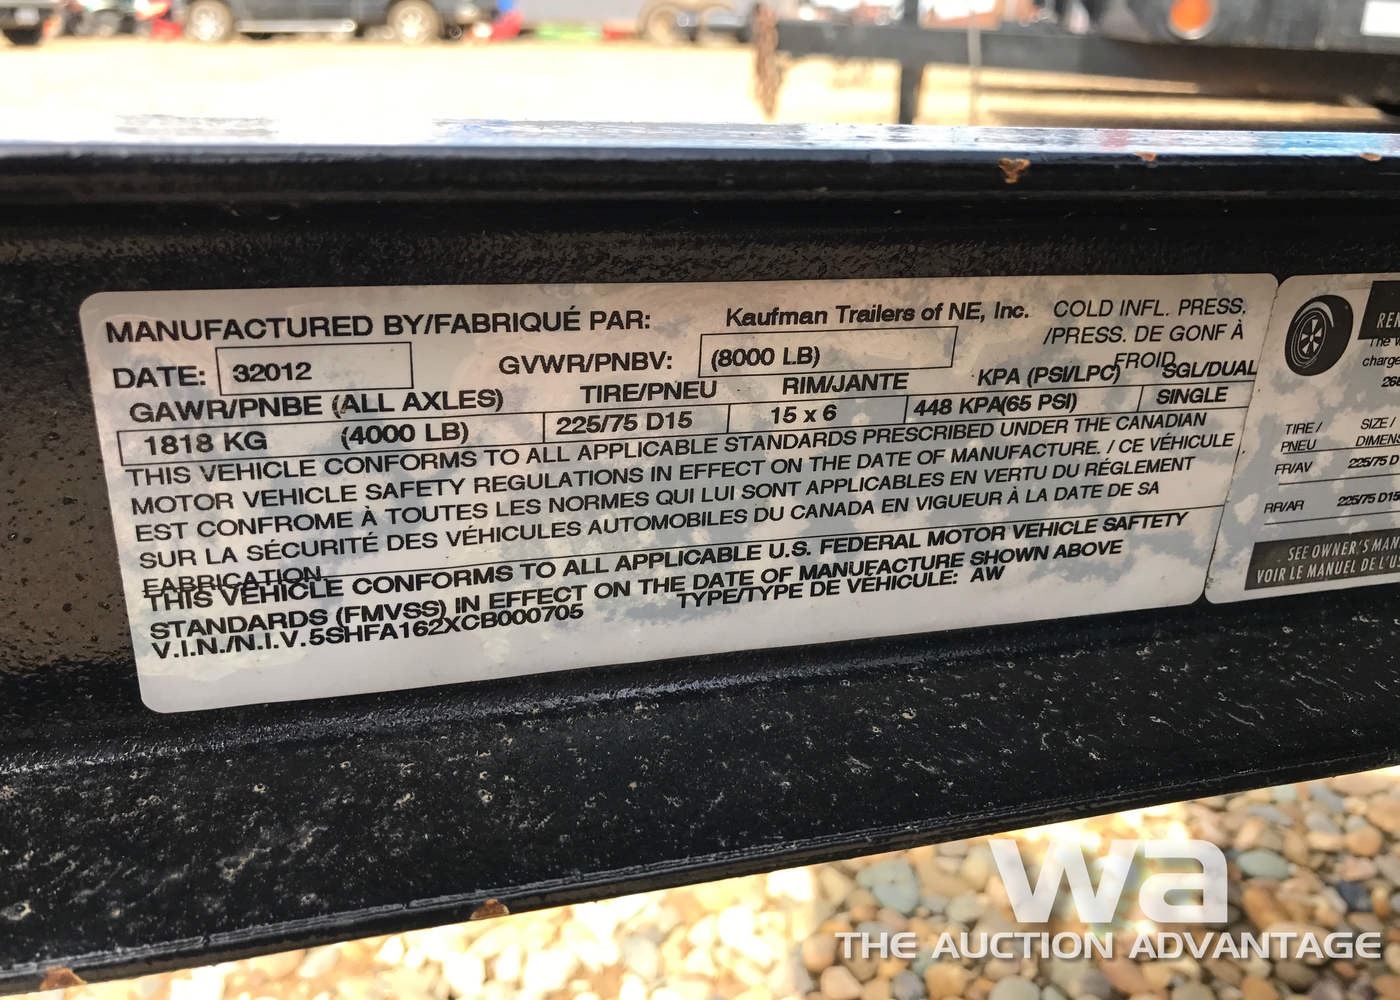 MANUFACTURED BY/FABRIQUÉ PAR: Kaufman Trailers of NE, Inc. COLD INFL. PRESS.
/PRESS. DE GONF À
FROID
DATE: 32012 GVWR/PNBV: (8000 LB)
GAWR/PNBE (ALL AXLES) TIRE/PNEU RIM/JANTE KPA (PSI/LPC) SGL/DUAL
1818 KG (4000 LB) 225/75 D15 15 x 6 448 KPA(65 PSI) SINGLE
THIS VEHICLE CONFORMS TO ALL APPLICABLE STANDARDS PRESCRIBED UNDER THE CANADIAN
MOTOR VEHICLE SAFETY REGULATIONS IN EFFECT ON THE DATE OF MANUFACTURE. / CE VÉHICULE
EST CONFROME À TOUTES LES NORMES QUI LUI SONT APPLICABLES EN VERTU DU RÉGLEMENT
SUR LA SÉCURITÉ DES VÉHICULES AUTOMOBILES DU CANADA EN VIGUEUR À LA DATE DE SA
FABRICATION
THIS VEHICLE CONFORMS TO ALL APPLICABLE U.S. FEDERAL MOTOR VEHICLE SAFTETY
STANDARDS (FMVSS) IN EFFECT ON THE DATE OF MANUFACTURE SHOWN ABOVE
V.I.N./N.I.V. 5SHFA162XCB000705 TYPE/TYPE DE VÉHICULE: AW
The
charge
TIRE / SIZE /
PNEU DIMENS
FR/AV 225/75 D
RR/AR 225/75 D15
SEE OWNER'S MAN
VOIR LE MANUEL DE L'US
wa
THE AUCTION ADVANTAGE